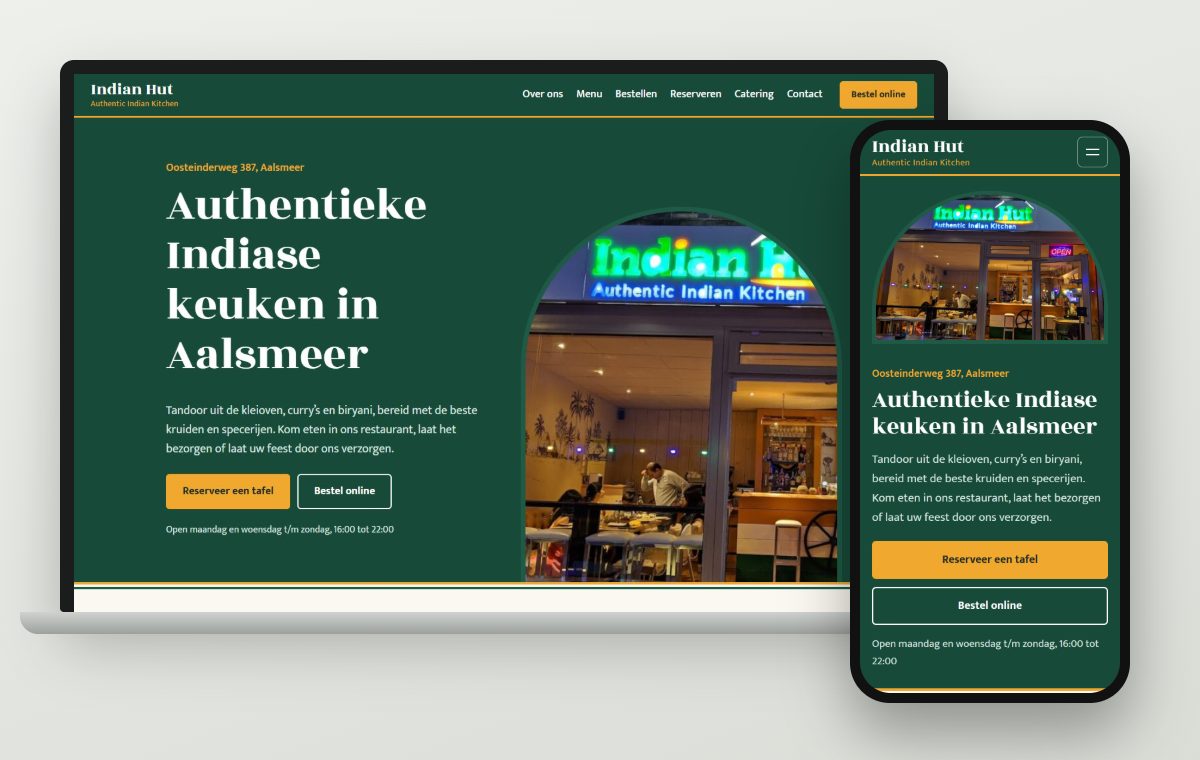 Indian Hut
Authentic Indian Kitchen
Over ons Menu Bestellen Reserveren Catering Contact Bestel online
Oosteinderweg 387, Aalsmeer
Authentieke
Indiase
keuken in
Aalsmeer
Tandoor uit de kleioven, curry’s en biryani, bereid met de beste
kruiden en specerijen. Kom eten in ons restaurant, laat het
bezorgen of laat uw feest door ons verzorgen.
Reserveer een tafel Bestel online
Open maandag en woensdag t/m zondag, 16:00 tot 22:00
Indian Hu
Authentic Indian Kitchen
Indian Hut
Authentic Indian Kitchen
Indian Hut
Authentic Indian Kitchen
OPEN
Oosteinderweg 387, Aalsmeer
Authentieke Indiase
keuken in Aalsmeer
Tandoor uit de kleioven, curry’s en biryani,
bereid met de beste kruiden en specerijen.
Kom eten in ons restaurant, laat het bezorgen
of laat uw feest door ons verzorgen.
Reserveer een tafel
Bestel online
Open maandag en woensdag t/m zondag, 16:00 tot
22:00